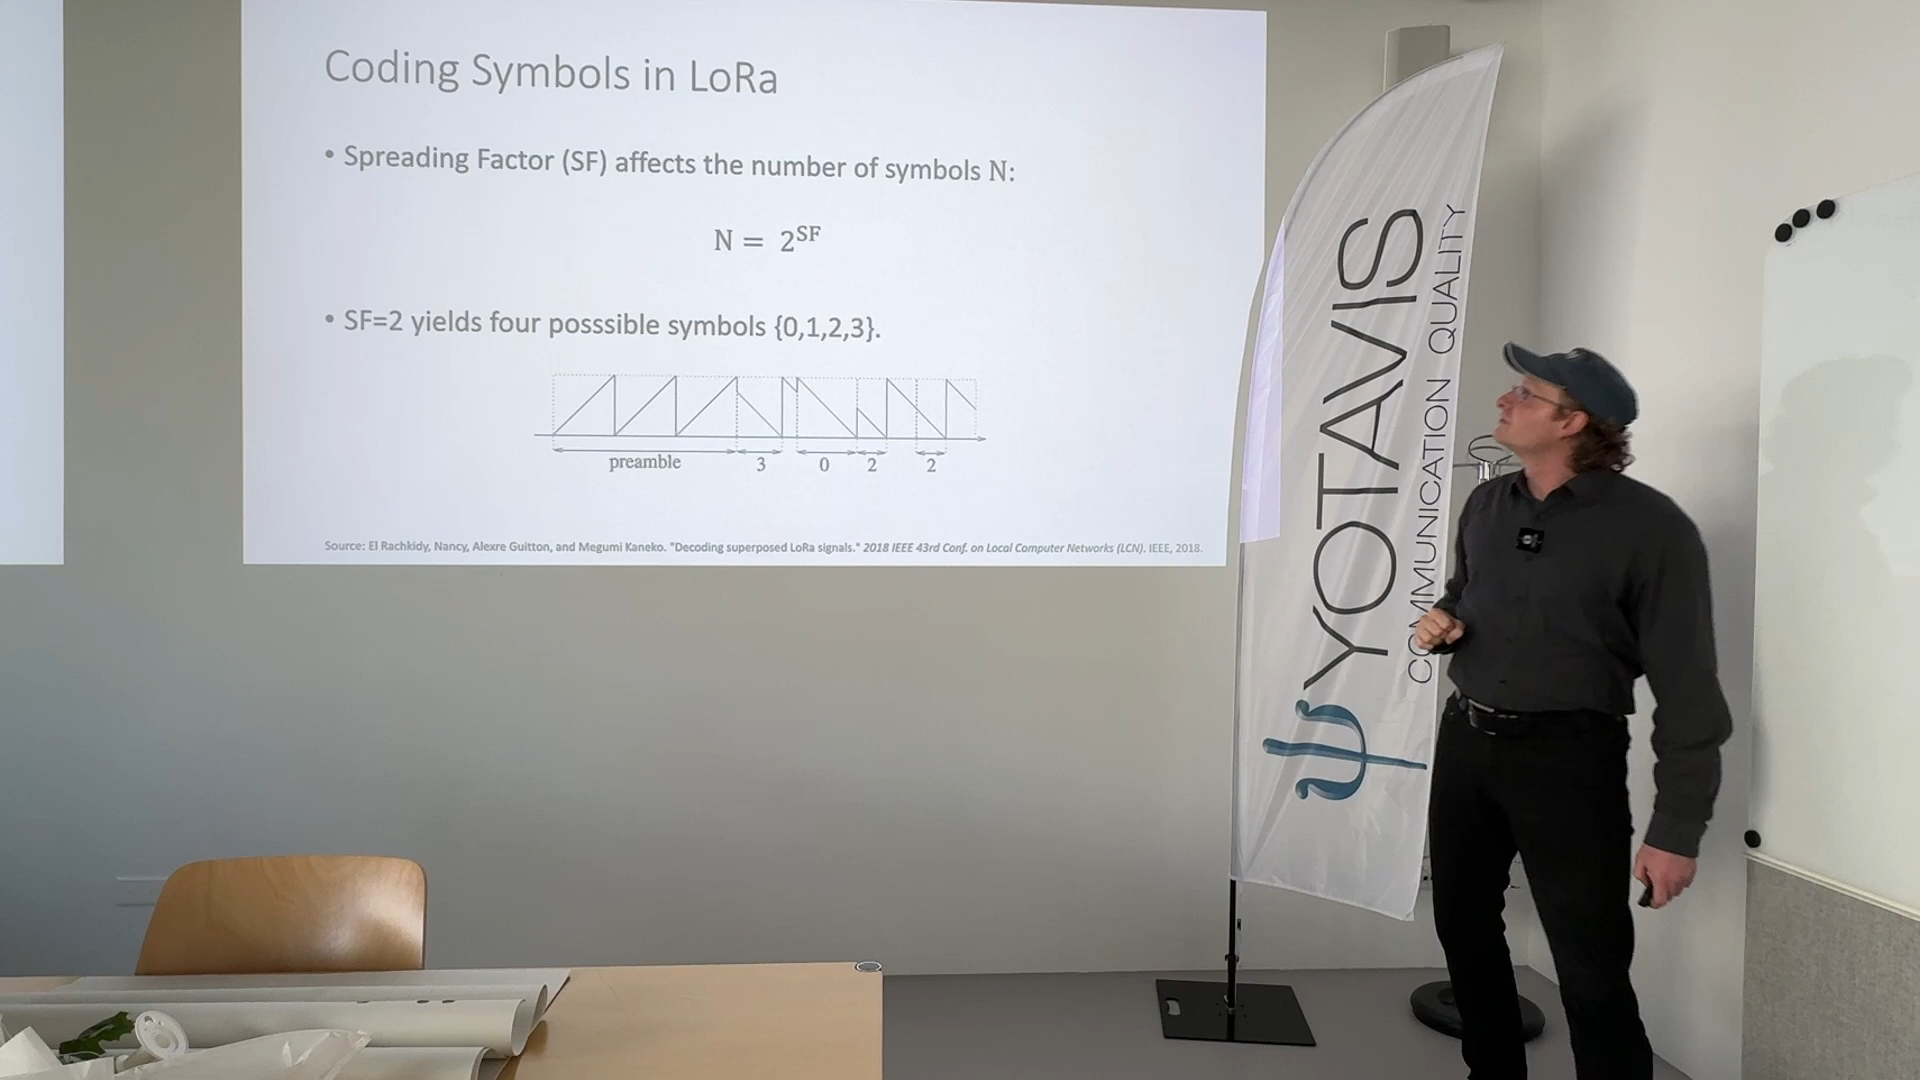 Coding Symbols in LoRa
• Spreading Factor (SF) affects the number of symbols N:
N = 2^SF
• SF=2 yields four posssible symbols {0,1,2,3}.
preamble 3 0 2 2
Source: El Rachkidy, Nancy, Alexre Guitton, and Megumi Kaneko. "Decoding superposed LoRa signals." 2018 IEEE 43rd Conf. on Local Computer Networks (LCN). IEEE, 2018.
ΨYOTAVIS
COMMUNICATION QUALITY